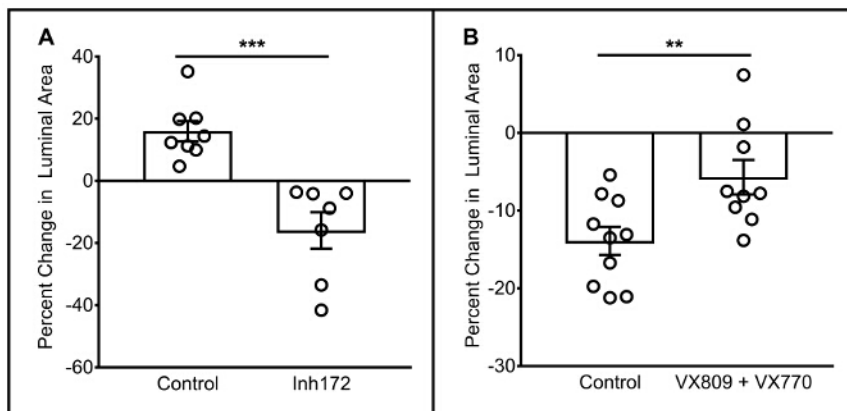 A
***
Percent Change in Luminal Area
40
20
0
-20
-40
-60
Control
Inh172
B
**
Percent Change in Luminal Area
10
0
-10
-20
-30
Control
VX809 + VX770